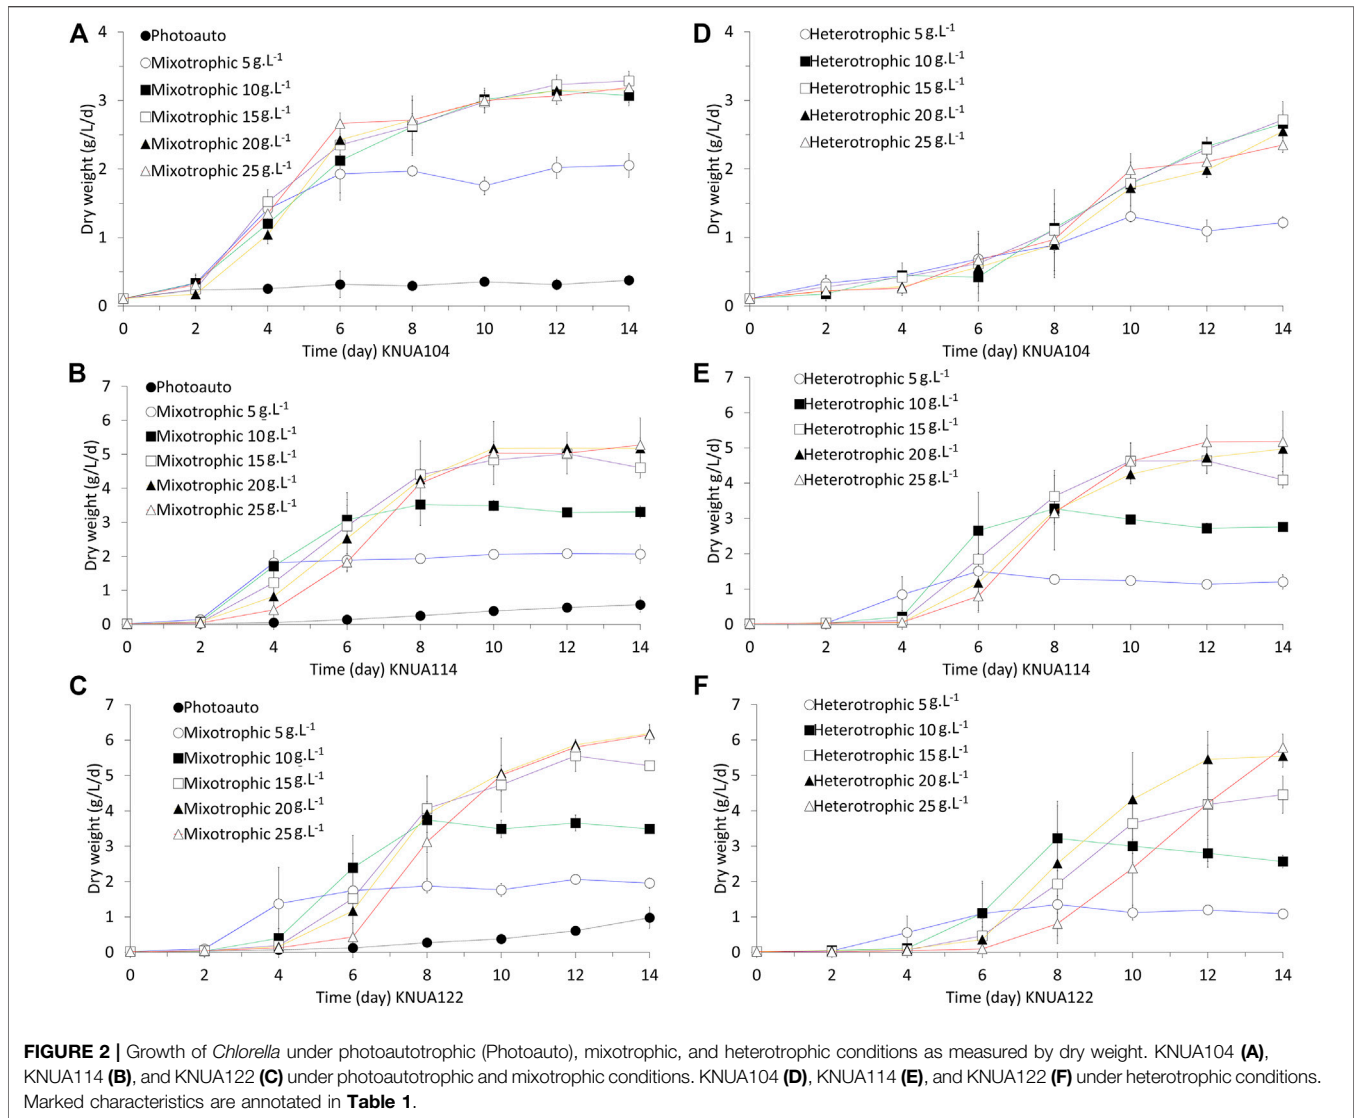 A
Photoauto
Mixotrophic 5 g.L-1
Mixotrophic 10 g.L-1
Mixotrophic 15 g.L-1
Mixotrophic 20 g.L-1
Mixotrophic 25 g.L-1
Dry weight (g/L/d)
4
3
2
1
0
0 2 4 6 8 10 12 14
Time (day) KNUA104
D
Heterotrophic 5 g.L-1
Heterotrophic 10 g.L-1
Heterotrophic 15 g.L-1
Heterotrophic 20 g.L-1
Heterotrophic 25 g.L-1
Dry weight (g/L/d)
4
3
2
1
0
0 2 4 6 8 10 12 14
Time (day) KNUA104
B
Photoauto
Mixotrophic 5 g.L-1
Mixotrophic 10 g.L-1
Mixotrophic 15 g.L-1
Mixotrophic 20 g.L-1
Mixotrophic 25 g.L-1
Dry weight (g/L/d)
7
6
5
4
3
2
1
0
0 2 4 6 8 10 12 14
Time (day) KNUA114
E
Heterotrophic 5 g.L-1
Heterotrophic 10 g.L-1
Heterotrophic 15 g.L-1
Heterotrophic 20 g.L-1
Heterotrophic 25 g.L-1
Dry weight g/L/d)
7
6
5
4
3
2
1
0
0 2 4 6 8 10 12 14
Time (day) KNUA114
C
Photoauto
Mixotrophic 5 g.L-1
Mixotrophic 10 g.L-1
Mixotrophic 15 g.L-1
Mixotrophic 20 g.L-1
Mixotrophic 25 g.L-1
Dry weight (g/L/d)
7
6
5
4
3
2
1
0
0 2 4 6 8 10 12 14
Time (day) KNUA122
F
Heterotrophic 5 g.L-1
Heterotrophic 10 g.L-1
Heterotrophic 15 g.L-1
Heterotrophic 20 g.L-1
Heterotrophic 25 g.L-1
Dry weight (g/L/d)
7
6
5
4
3
2
1
0
0 2 4 6 8 10 12 14
Time (day) KNUA122
FIGURE 2 | Growth of Chlorella under photoautotrophic (Photoauto), mixotrophic, and heterotrophic conditions as measured by dry weight. KNUA104 (A),
KNUA114 (B), and KNUA122 (C) under photoautotrophic and mixotrophic conditions. KNUA104 (D), KNUA114 (E), and KNUA122 (F) under heterotrophic conditions.
Marked characteristics are annotated in Table 1.